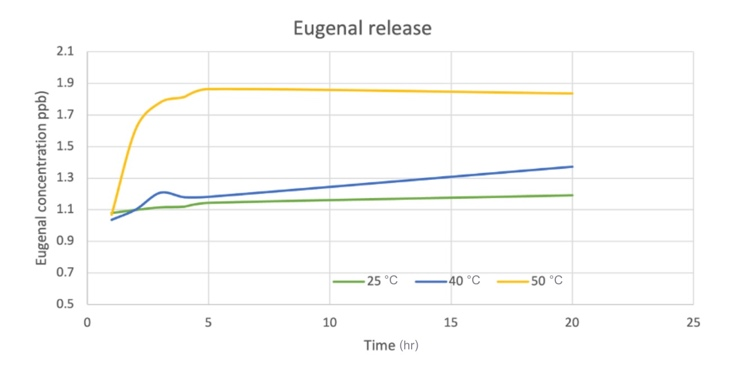 Eugenal release
2.1
1.9
1.7
1.5
1.3
1.1
0.9
0.7
0.5
Eugenal concentration ppb)
25 °C 40 °C 50 °C
0 5 10 15 20 25
Time (hr)